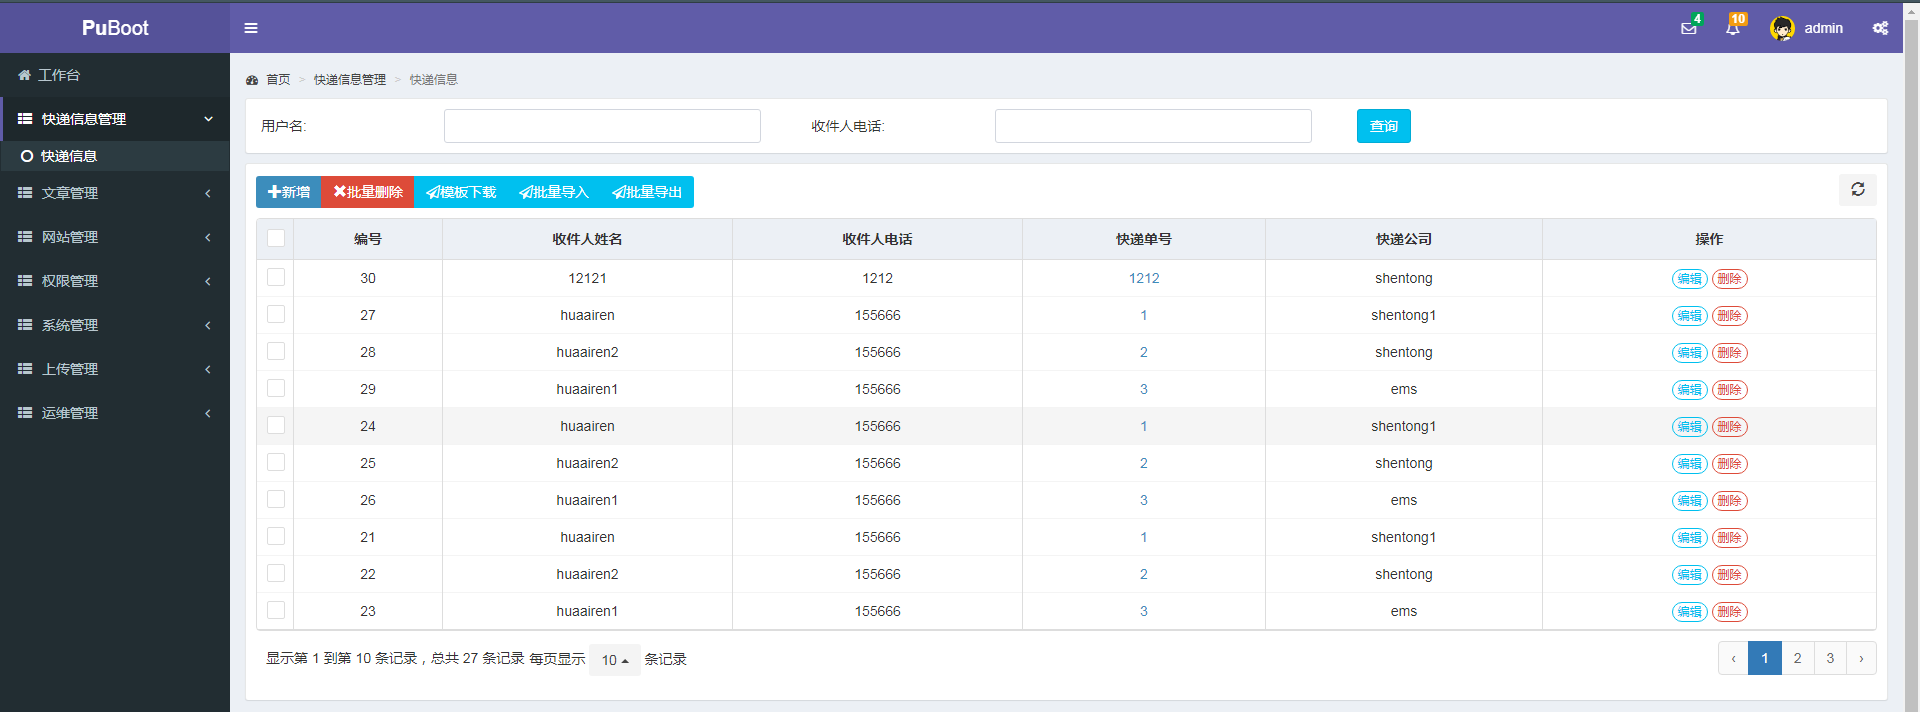 PuBoot
4
10
admin
工作台
快递信息管理
快递信息
文章管理
网站管理
权限管理
系统管理
上传管理
运维管理
首页 > 快递信息管理 > 快递信息
用户名: 收件人电话: 查询
新增 批量删除 模板下载 批量导入 批量导出
编号 收件人姓名 收件人电话 快递单号 快递公司 操作
30 12121 1212 1212 shentong 编辑 删除
27 huaairen 155666 1 shentong1 编辑 删除
28 huaairen2 155666 2 shentong 编辑 删除
29 huaairen1 155666 3 ems 编辑 删除
24 huaairen 155666 1 shentong1 编辑 删除
25 huaairen2 155666 2 shentong 编辑 删除
26 huaairen1 155666 3 ems 编辑 删除
21 huaairen 155666 1 shentong1 编辑 删除
22 huaairen2 155666 2 shentong 编辑 删除
23 huaairen1 155666 3 ems 编辑 删除
显示第 1 到第 10 条记录，总共 27 条记录 每页显示 10 条记录
‹ 1 2 3 ›